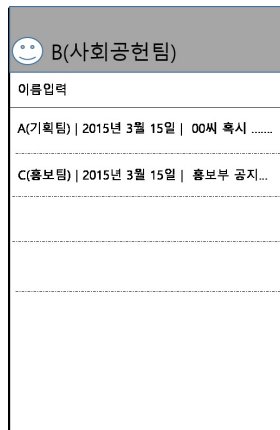 B(사회공헌팀)
이름입력
A(기획팀) | 2015년 3월 15일 | 00씨 혹시 .......
C(홍보팀) | 2015년 3월 15일 | 홍보부 공지...